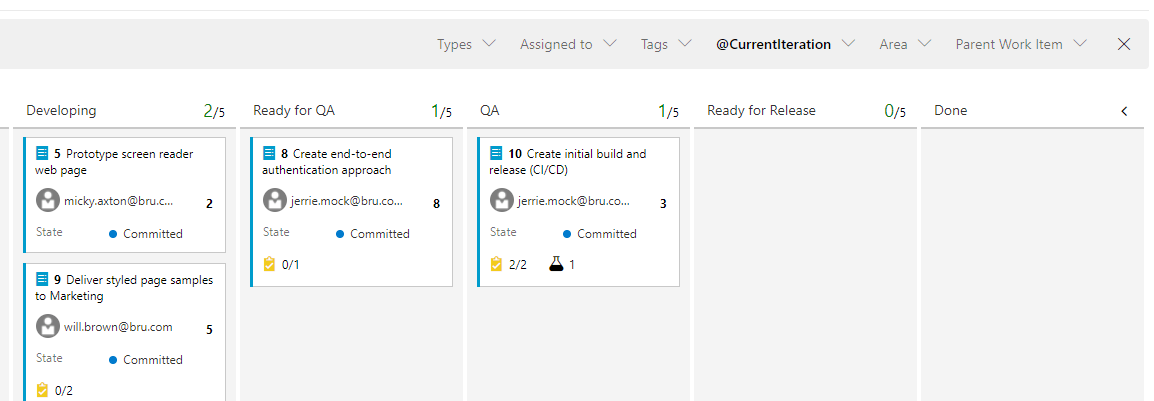 Types Assigned to Tags @CurrentIteration Area Parent Work Item
Developing 2/5
Ready for QA 1/5
QA 1/5
Ready for Release 0/5
Done
5 Prototype screen reader
web page
micky.axton@bru.c... 2
State Committed
9 Deliver styled page samples
to Marketing
will.brown@bru.com 5
State Committed
0/2
8 Create end-to-end
authentication approach
jerrie.mock@bru.co... 8
State Committed
0/1
10 Create initial build and
release (CI/CD)
jerrie.mock@bru.co... 3
State Committed
2/2 1